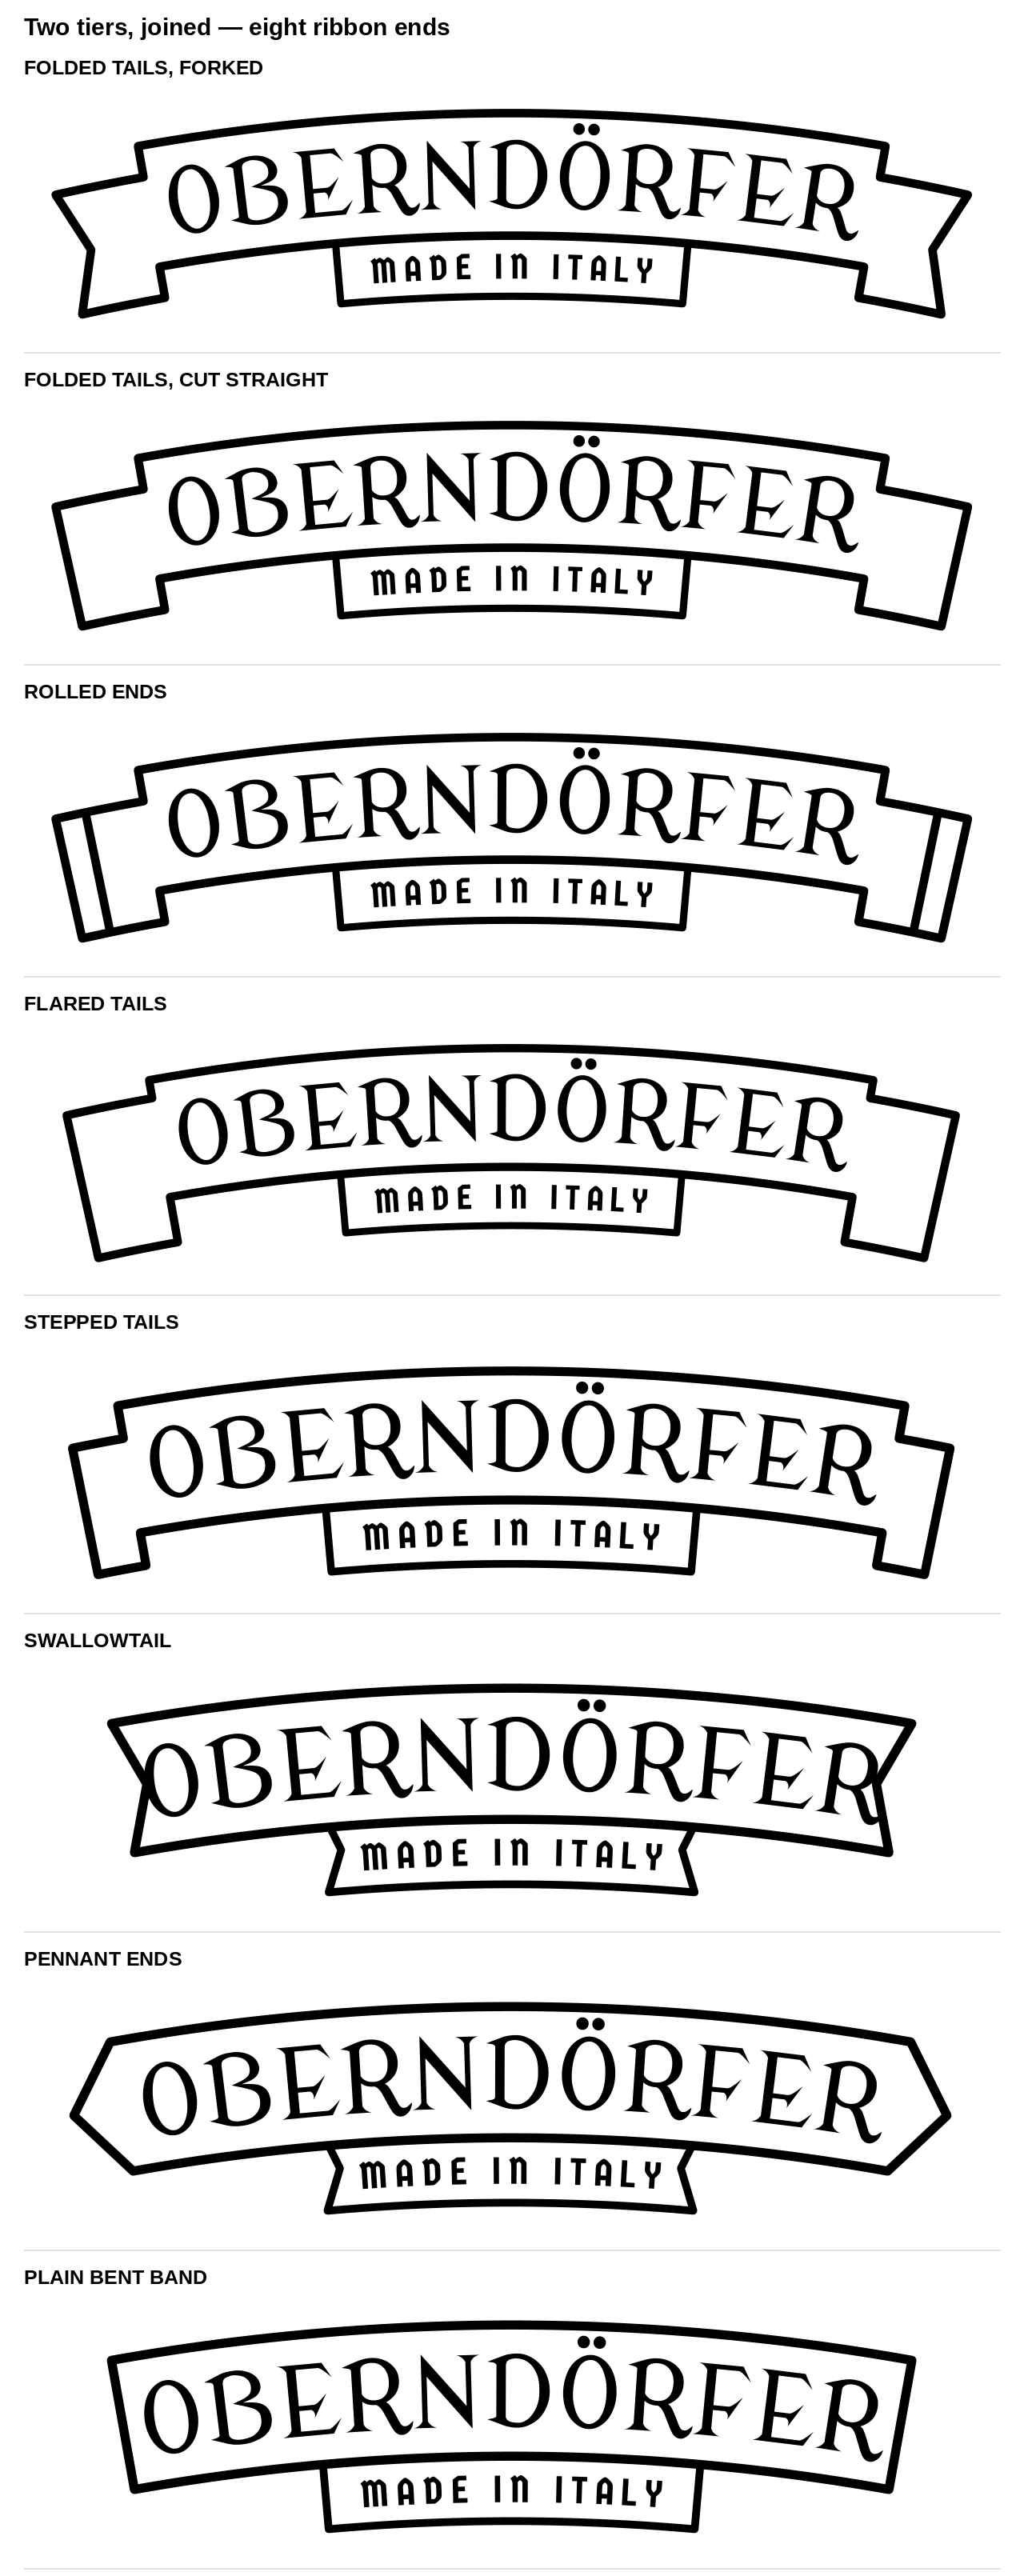 Two tiers, joined — eight ribbon ends
FOLDED TAILS, FORKED
OBERNDÖRFER
MADE IN ITALY
FOLDED TAILS, CUT STRAIGHT
OBERNDÖRFER
MADE IN ITALY
ROLLED ENDS
OBERNDÖRFER
MADE IN ITALY
FLARED TAILS
OBERNDÖRFER
MADE IN ITALY
STEPPED TAILS
OBERNDÖRFER
MADE IN ITALY
SWALLOWTAIL
OBERNDÖRFER
MADE IN ITALY
PENNANT ENDS
OBERNDÖRFER
MADE IN ITALY
PLAIN BENT BAND
OBERNDÖRFER
MADE IN ITALY